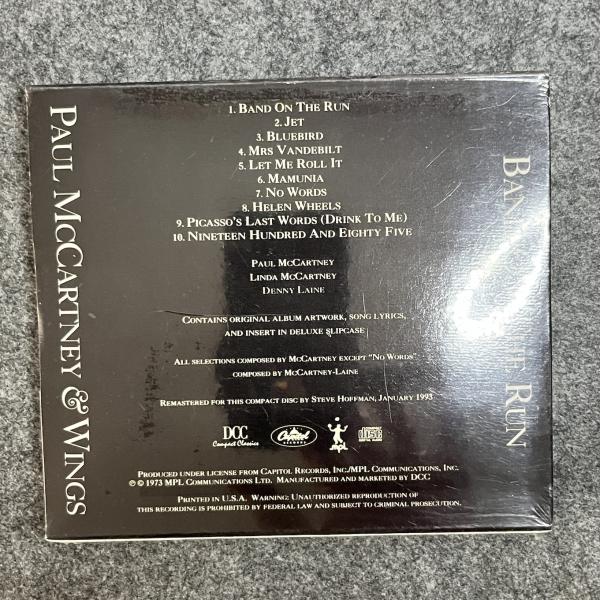 PAUL MCCARTNEY & WINGS
1. BAND ON THE RUN
2. JET
3. BLUEBIRD
4. MRS VANDEBILT
5. LET ME ROLL IT
6. MAMUNIA
7. NO WORDS
8. HELEN WHEELS
9. PICASSO'S LAST WORDS (DRINK TO ME)
10. NINETEEN HUNDRED AND EIGHTY FIVE
PAUL MCCARTNEY
LINDA MCCARTNEY
DENNY LAINE
CONTAINS ORIGINAL ALBUM ARTWORK, SONG LYRICS,
AND INSERT IN DELUXE SLIPCASE
ALL SELECTIONS COMPOSED BY MCCARTNEY EXCEPT "NO WORDS"
COMPOSED BY MCCARTNEY-LAINE
REMASTERED FOR THIS COMPACT DISC BY STEVE HOFFMAN, JANUARY 1993
DCC
Compact Classics
Capitol
RECORDS
COMPACT
disc
DIGITAL AUDIO
PRODUCED UNDER LICENSE FROM CAPITOL RECORDS, INC./MPL COMMUNICATIONS, INC.
℗ © 1973 MPL COMMUNICATIONS LTD. MANUFACTURED AND MARKETED BY DCC
PRINTED IN U.S.A. WARNING: UNAUTHORIZED REPRODUCTION OF
THIS RECORDING IS PROHIBITED BY FEDERAL LAW AND SUBJECT TO CRIMINAL PROSECUTION.
RUN